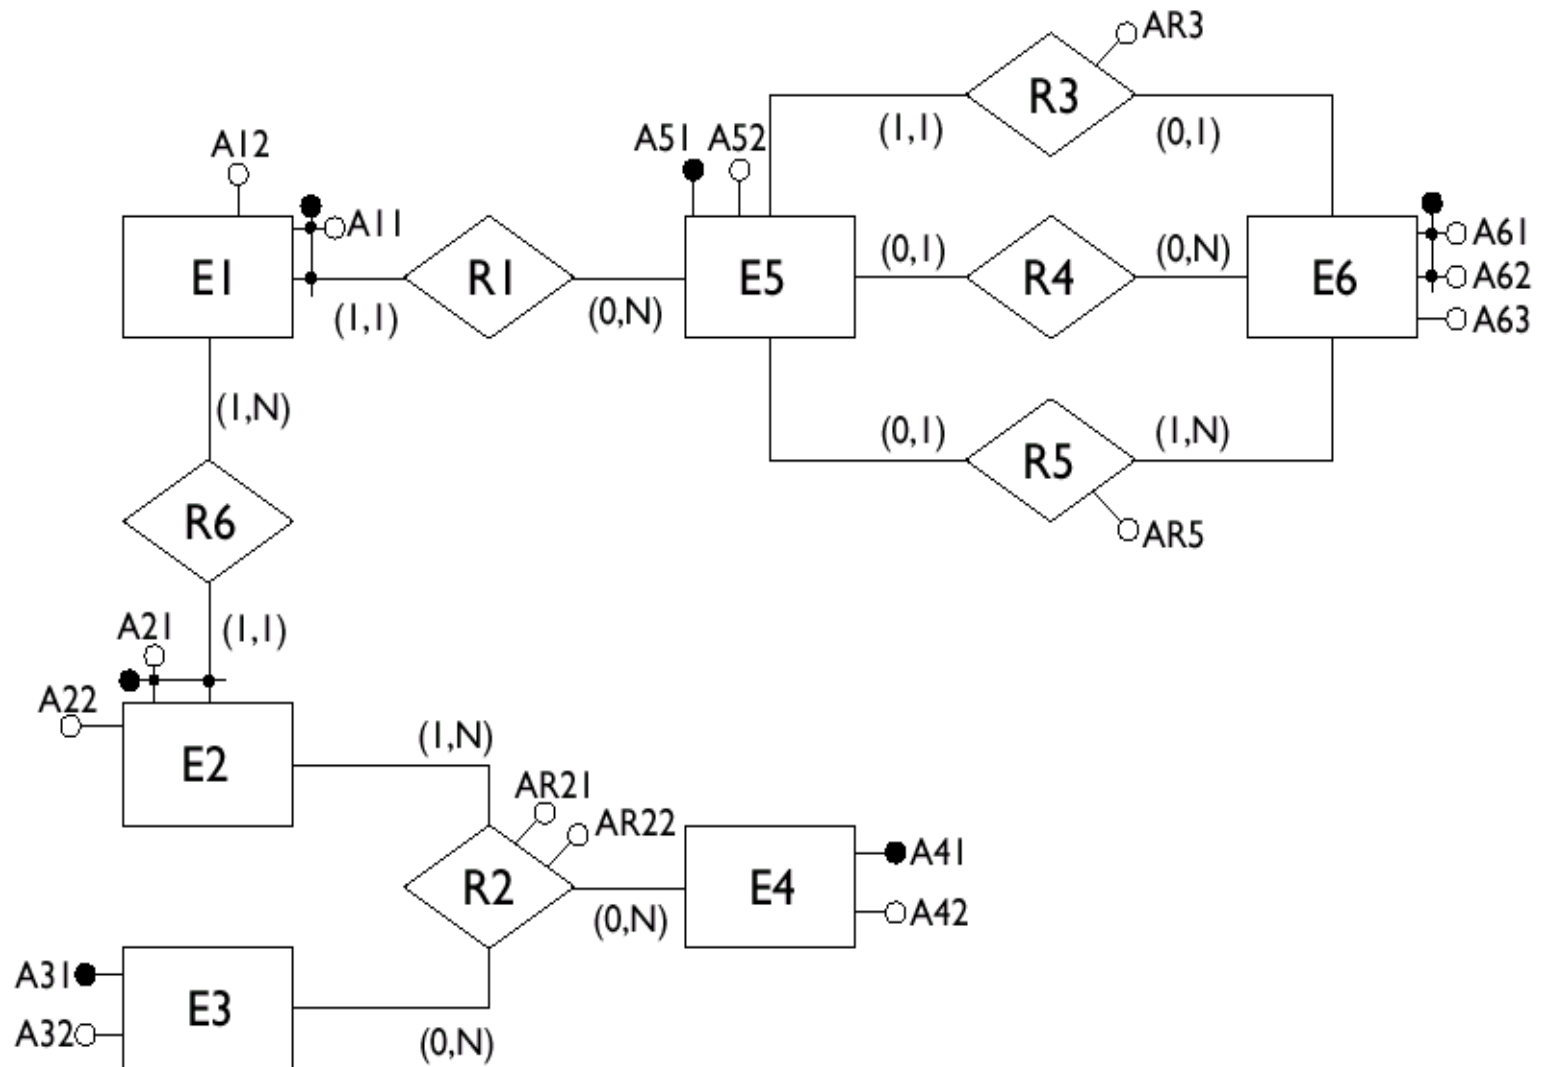 AR3
R3
(1,1)
(0,1)
A12
A51 A52
A11
E1
R1
E5
(0,1)
R4
(0,N)
E6
A61
A62
A63
(1,1)
(0,N)
(1,N)
(0,1)
R5
(1,N)
AR5
R6
A21
(1,1)
A22
E2
(1,N)
AR21
AR22
R2
(0,N)
E4
A41
A42
A31
E3
A32
(0,N)